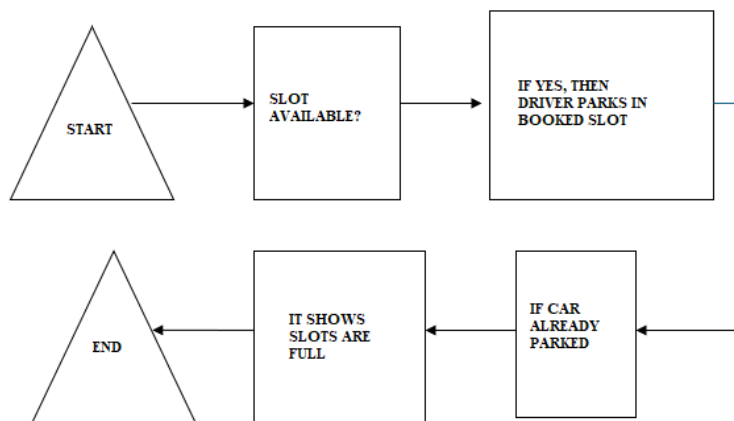 START
SLOT
AVAILABLE?
IF YES, THEN
DRIVER PARKS IN
BOOKED SLOT
IF CAR
ALREADY
PARKED
IT SHOWS
SLOTS ARE
FULL
END